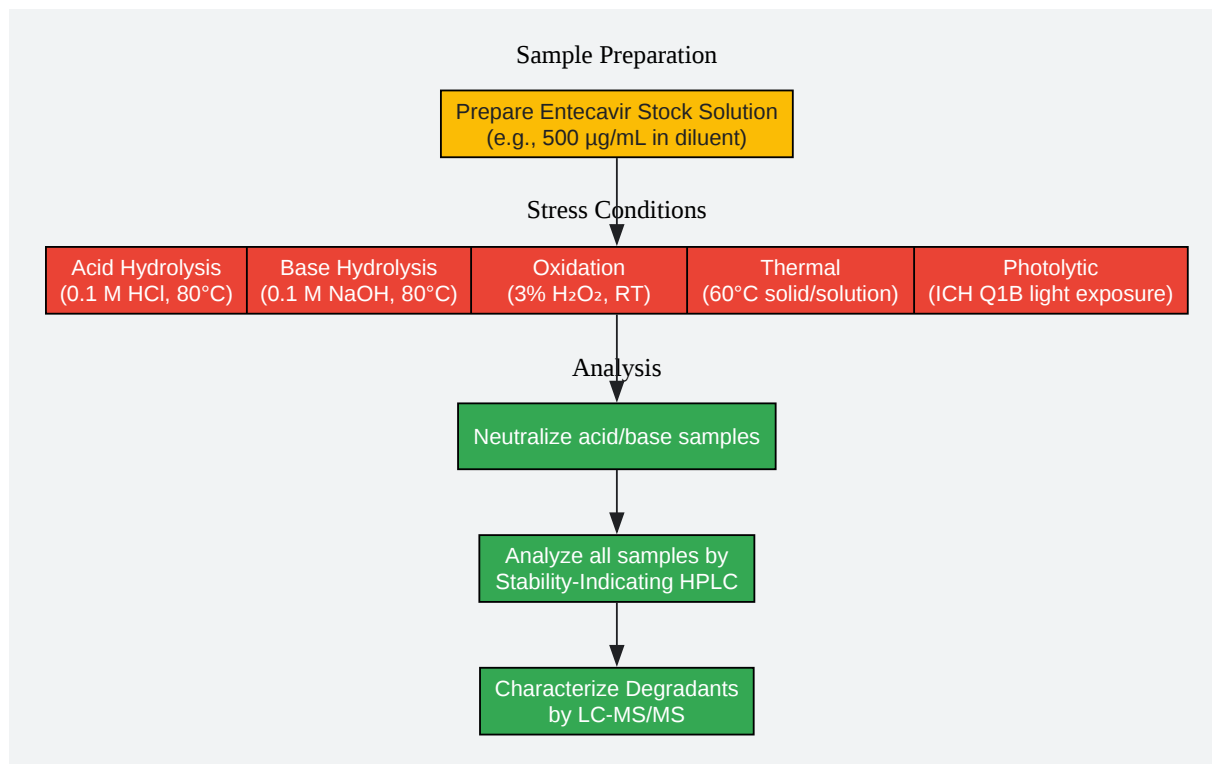 Sample Preparation
Prepare Entecavir Stock Solution
(e.g., 500 µg/mL in diluent)
Stress Conditions
Acid Hydrolysis
(0.1 M HCl, 80°C)
Base Hydrolysis
(0.1 M NaOH, 80°C)
Oxidation
(3% H₂O₂, RT)
Thermal
(60°C solid/solution)
Photolytic
(ICH Q1B light exposure)
Analysis
Neutralize acid/base samples
Analyze all samples by
Stability-Indicating HPLC
Characterize Degradants
by LC-MS/MS